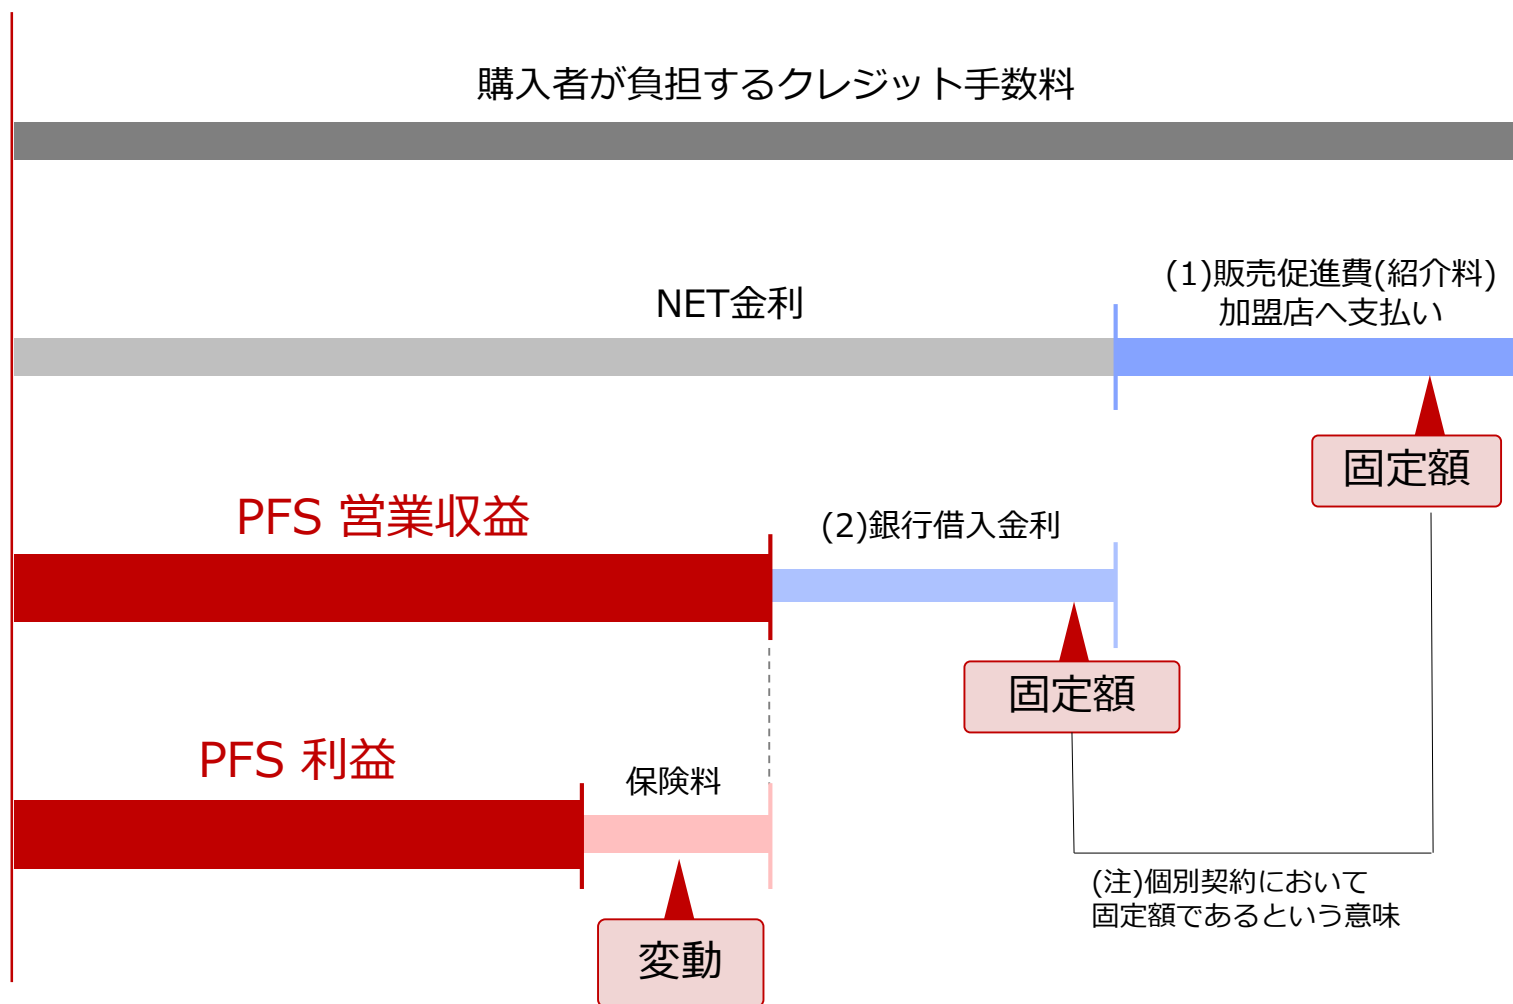 購入者が負担するクレジット手数料
NET金利
(1)販売促進費(紹介料)
加盟店へ支払い
固定額
PFS 営業収益
(2)銀行借入金利
固定額
PFS 利益
保険料
変動
(注)個別契約において
固定額であるという意味